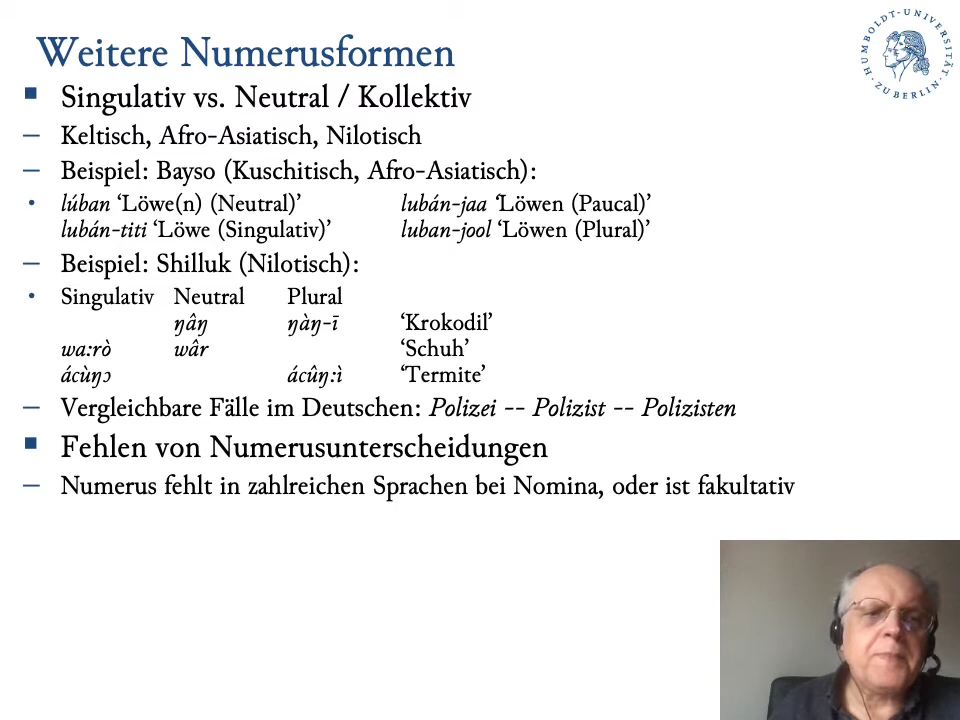 Weitere Numerusformen
HUMBOLDT-UNIVERSITÄT ZU BERLIN
Singulativ vs. Neutral / Kollektiv
Keltisch, Afro-Asiatisch, Nilotisch
Beispiel: Bayso (Kuschitisch, Afro-Asiatisch):
lúban ‘Löwe(n) (Neutral)’ lubán-jaa ‘Löwen (Paucal)’
lubán-titi ‘Löwe (Singulativ)’ luban-jool ‘Löwen (Plural)’
Beispiel: Shilluk (Nilotisch):
Singulativ Neutral Plural
ŋâŋ ŋàŋ-ī ‘Krokodil’
wa:rò wâr ‘Schuh’
ácùŋɔ ácûŋ:ì ‘Termite’
Vergleichbare Fälle im Deutschen: Polizei -- Polizist -- Polizisten
Fehlen von Numerusunterscheidungen
Numerus fehlt in zahlreichen Sprachen bei Nomina, oder ist fakultativ